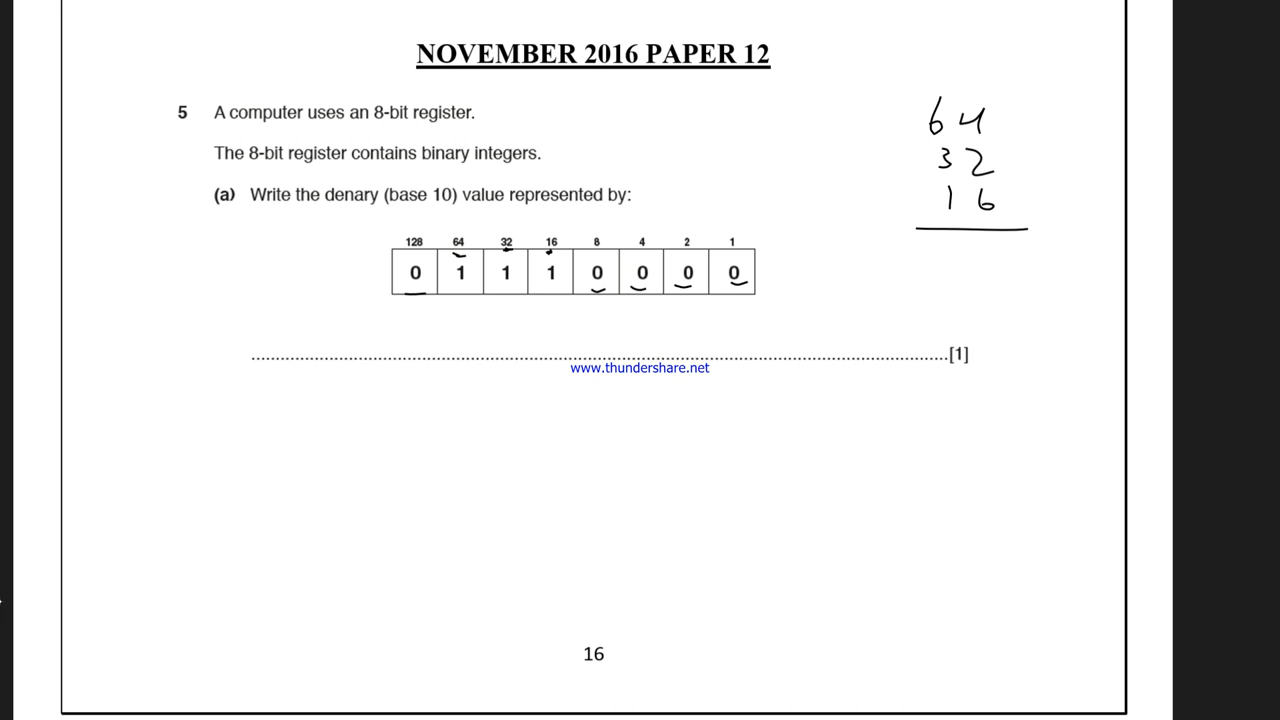 NOVEMBER 2016 PAPER 12
5 A computer uses an 8-bit register.
The 8-bit register contains binary integers.
(a) Write the denary (base 10) value represented by:
128 64 32 16 8 4 2 1
0 1 1 1 0 0 0 0
64
32
16
..........[1]
www.thundershare.net
16